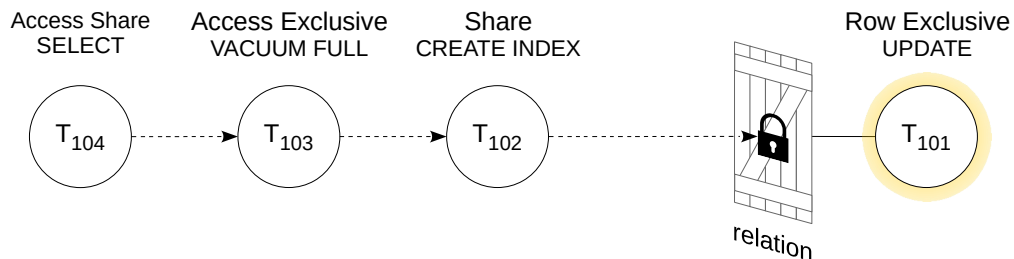 Access Share
SELECT
Access Exclusive
VACUUM FULL
Share
CREATE INDEX
Row Exclusive
UPDATE
T104
T103
T102
T101
relation